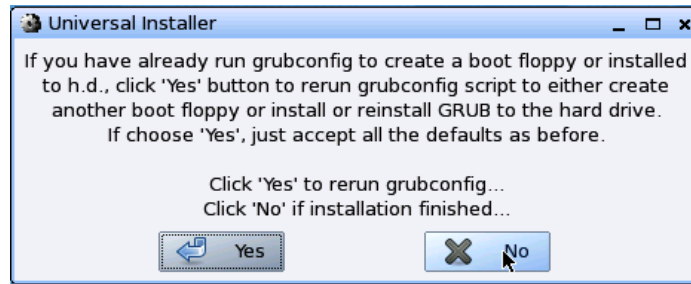 Universal Installer
If you have already run grubconfig to create a boot floppy or installed
to h.d., click 'Yes' button to rerun grubconfig script to either create
another boot floppy or install or reinstall GRUB to the hard drive.
If choose 'Yes', just accept all the defaults as before.
Click 'Yes' to rerun grubconfig...
Click 'No' if installation finished...
Yes No